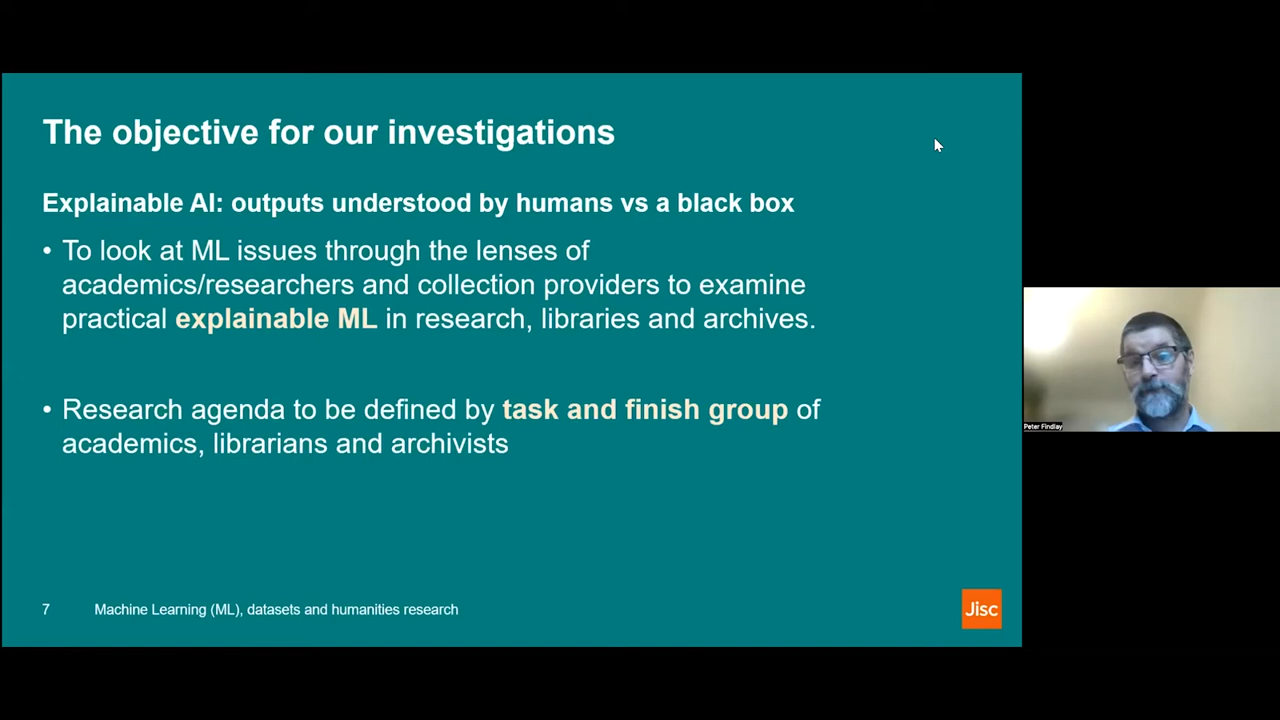 The objective for our investigations
Explainable AI: outputs understood by humans vs a black box
• To look at ML issues through the lenses of
academics/researchers and collection providers to examine
practical explainable ML in research, libraries and archives.
• Research agenda to be defined by task and finish group of
academics, librarians and archivists
7 Machine Learning (ML), datasets and humanities research
Jisc
Peter Findlay